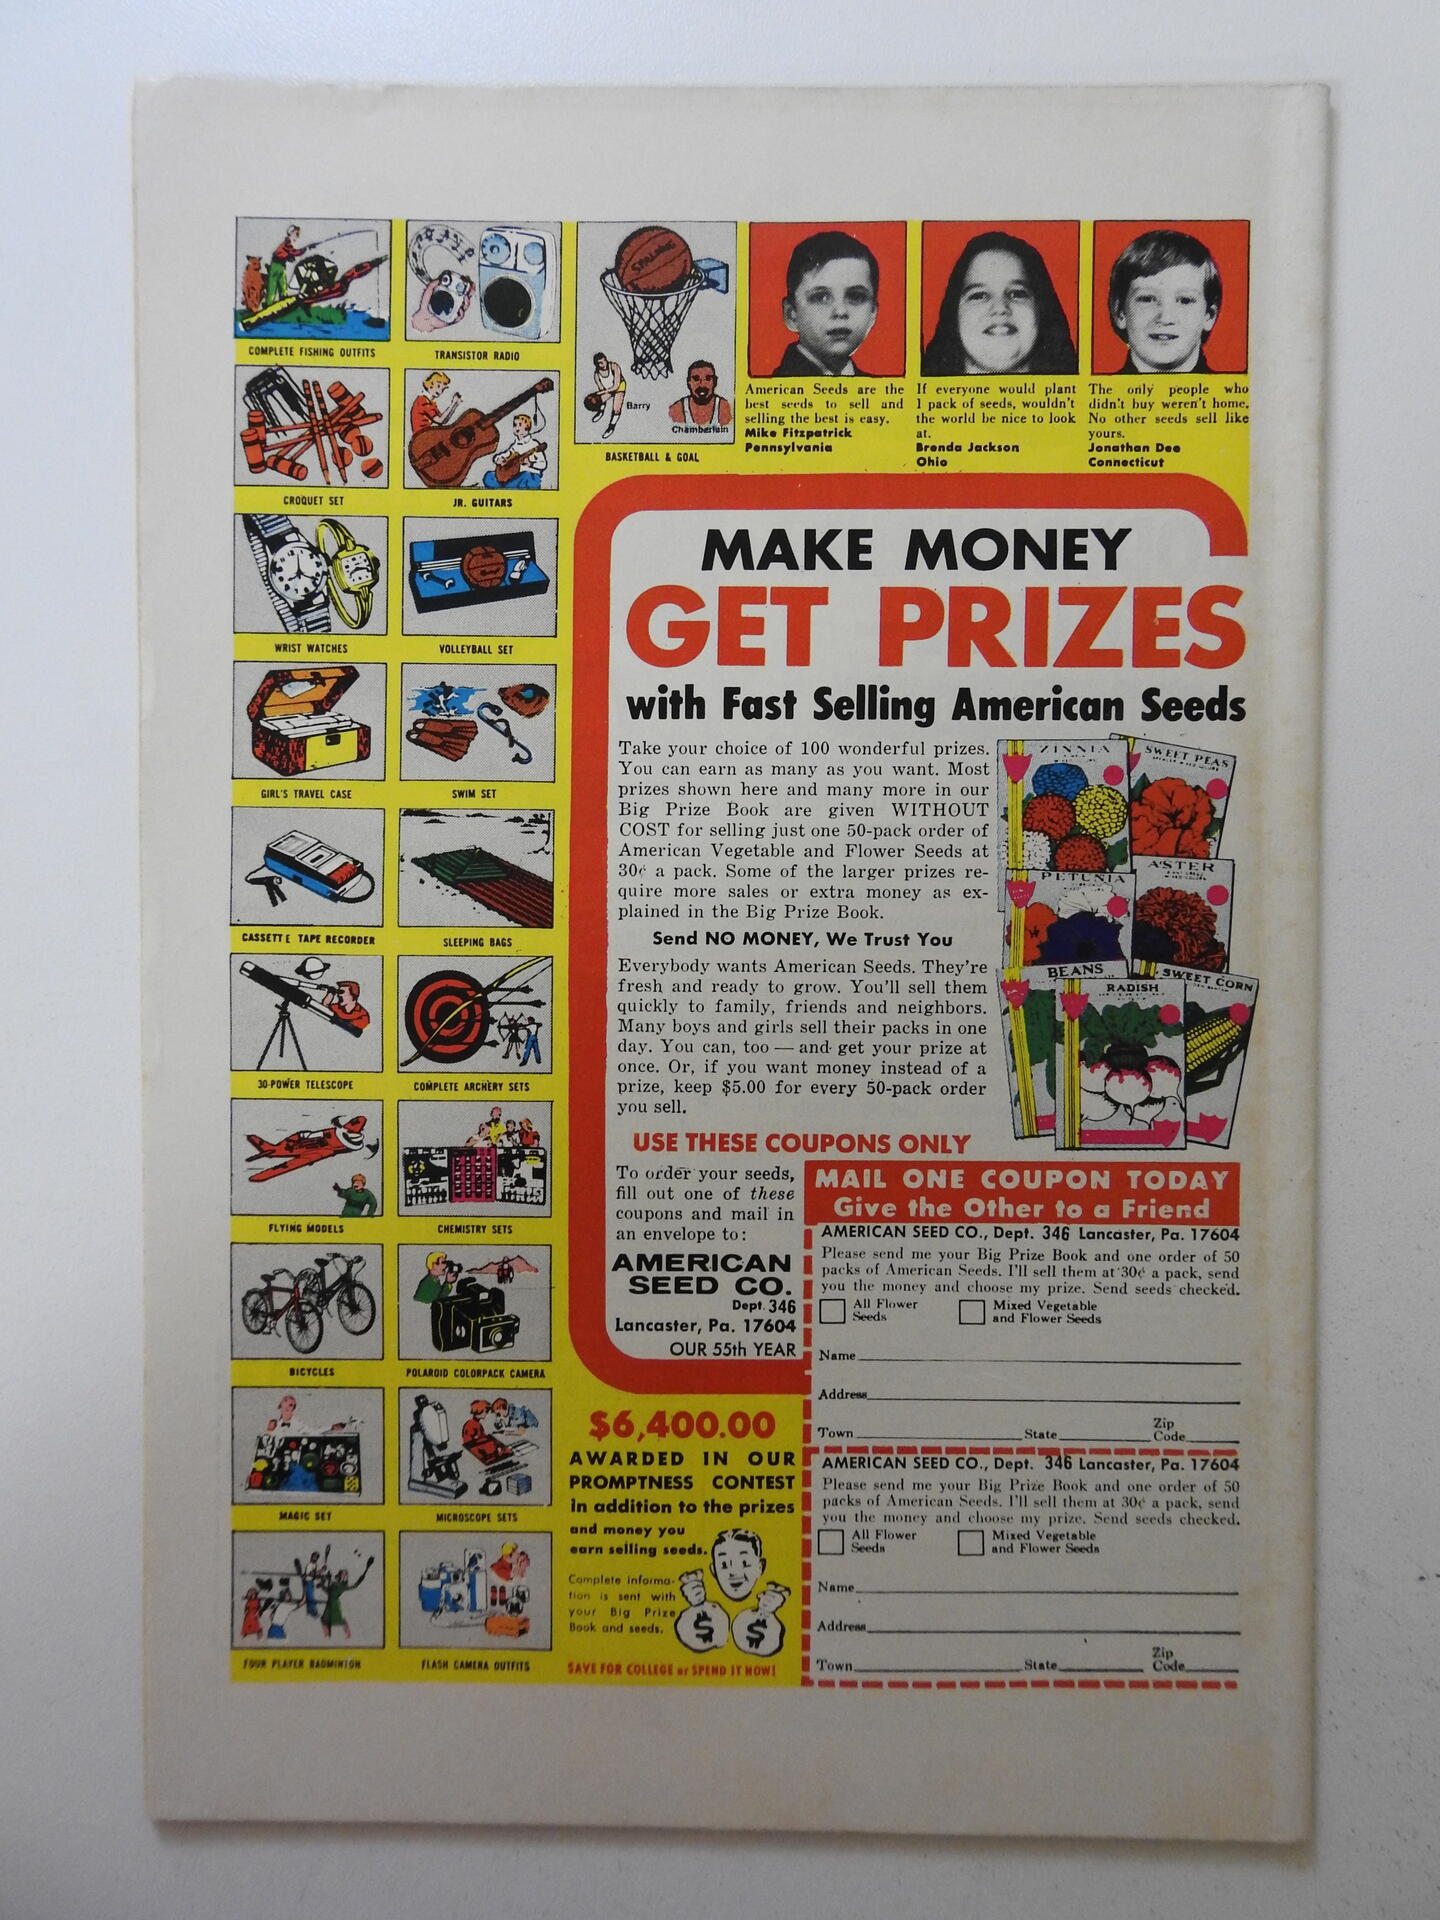 COMPLETE FISHING OUTFITS
TRANSISTOR RADIO
CROQUET SET
JR. GUITARS
WRIST WATCHES
VOLLEYBALL SET
GIRL'S TRAVEL CASE
SWIM SET
CASSETTE TAPE RECORDER
SLEEPING BAGS
30-POWER TELESCOPE
COMPLETE ARCHERY SETS
FLYING MODELS
CHEMISTRY SETS
BICYCLES
POLAROID COLORPACK CAMERA
MAGIC SET
MICROSCOPE SETS
FOUR PLAYER BADMINTON
FLASH CAMERA OUTFITS
SPALDING
Barry
Chamberlain
BASKETBALL & GOAL
American Seeds are the
best seeds to sell and
selling the best is easy.
Mike Fitzpatrick
Pennsylvania
If everyone would plant
1 pack of seeds, wouldn't
the world be nice to look
at.
Brenda Jackson
Ohio
The only people who
didn't buy weren't home.
No other seeds sell like
yours.
Jonathan Dee
Connecticut
MAKE MONEY
GET PRIZES
with Fast Selling American Seeds
Take your choice of 100 wonderful prizes.
You can earn as many as you want. Most
prizes shown here and many more in our
Big Prize Book are given WITHOUT
COST for selling just one 50-pack order of
American Vegetable and Flower Seeds at
30¢ a pack. Some of the larger prizes re-
quire more sales or extra money as ex-
plained in the Big Prize Book.
Send NO MONEY, We Trust You
Everybody wants American Seeds. They're
fresh and ready to grow. You'll sell them
quickly to family, friends and neighbors.
Many boys and girls sell their packs in one
day. You can, too — and get your prize at
once. Or, if you want money instead of a
prize, keep $5.00 for every 50-pack order
you sell.
ZINNIA
SWEET PEAS
PETUNIA
ASTER
BEANS
RADISH
SWEET CORN
USE THESE COUPONS ONLY
To order your seeds,
fill out one of these
coupons and mail in
an envelope to:
AMERICAN
SEED CO.
Dept. 346
Lancaster, Pa. 17604
OUR 55th YEAR
MAIL ONE COUPON TODAY
Give the Other to a Friend
AMERICAN SEED CO., Dept. 346 Lancaster, Pa. 17604
Please send me your Big Prize Book and one order of 50
packs of American Seeds. I'll sell them at 30¢ a pack, send
you the money and choose my prize. Send seeds checked.
All Flower
Seeds
Mixed Vegetable
and Flower Seeds
Name
Address
Town State Zip
Code
AMERICAN SEED CO., Dept. 346 Lancaster, Pa. 17604
Please send me your Big Prize Book and one order of 50
packs of American Seeds. I'll sell them at 30¢ a pack, send
you the money and choose my prize. Send seeds checked.
All Flower
Seeds
Mixed Vegetable
and Flower Seeds
Name
Address
Town State Zip
Code
$6,400.00
AWARDED IN OUR
PROMPTNESS CONTEST
in addition to the prizes
and money you
earn selling seeds.
Complete informa-
tion is sent with
your Big Prize
Book and seeds.
$ $
SAVE FOR COLLEGE or SPEND IT NOW!